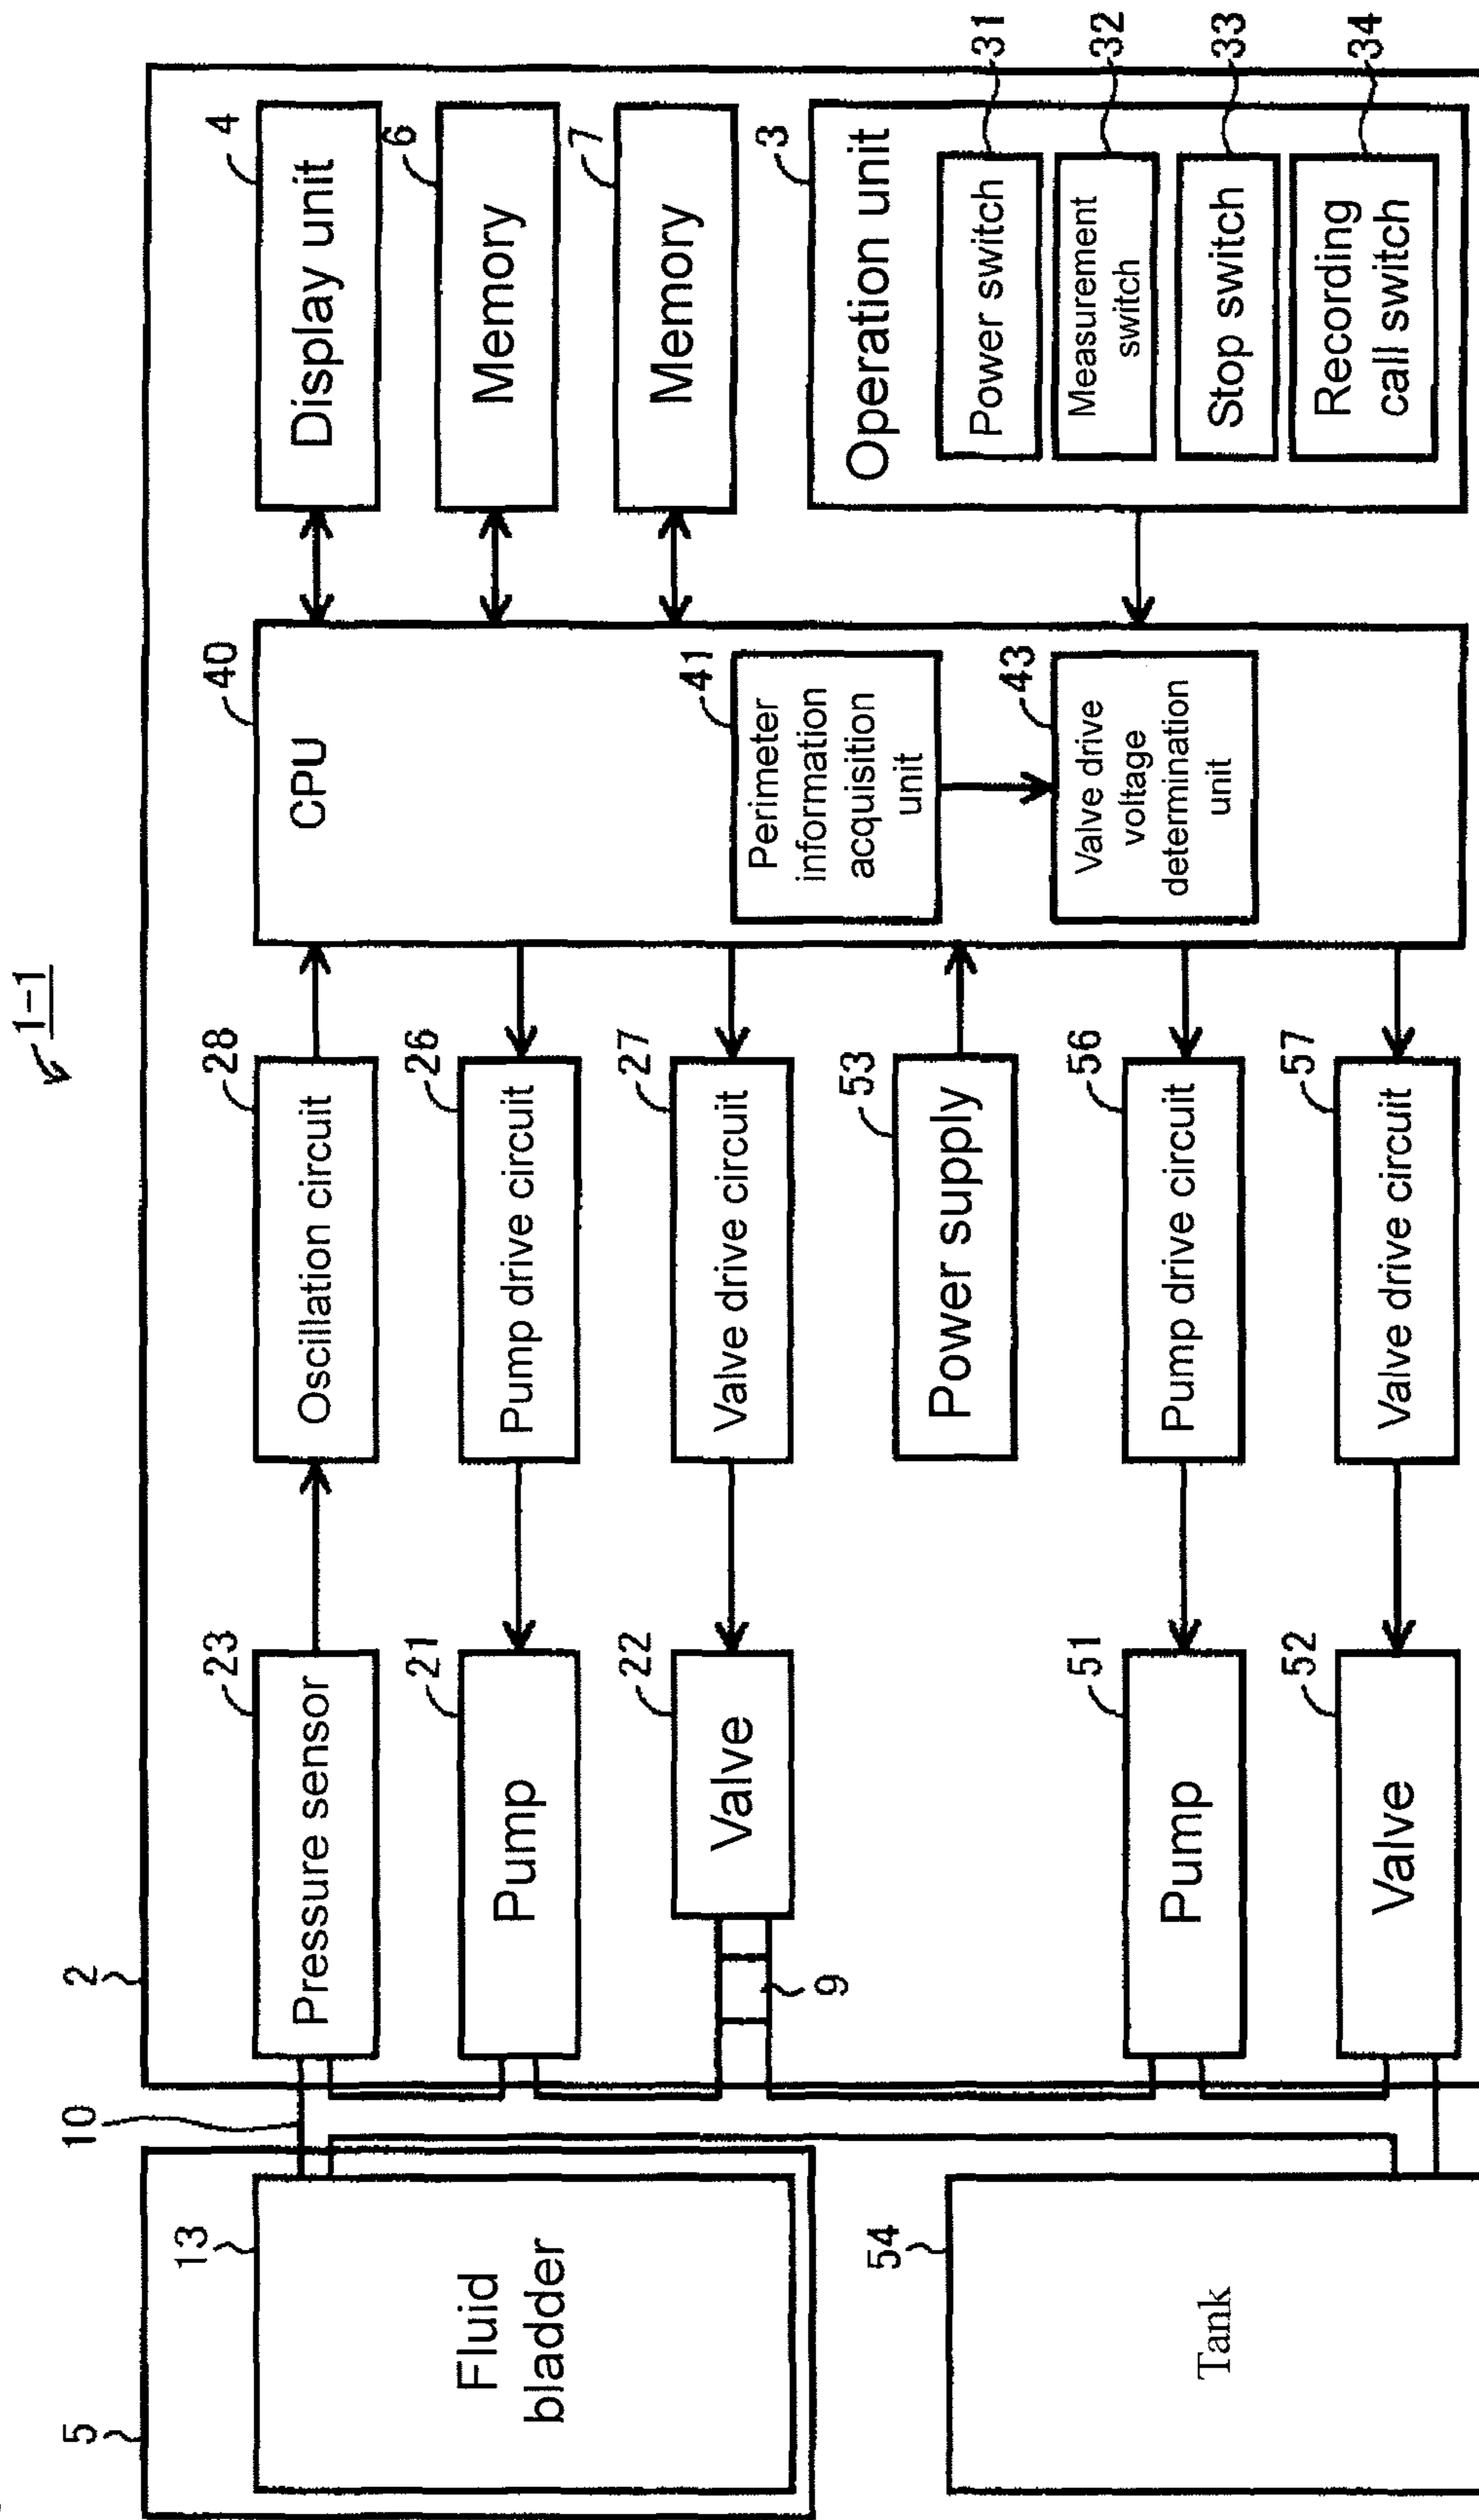 1-1
2
4
Display unit
6
Memory
7
Memory
3
Operation unit
31
Power switch
32
Measurement
switch
33
Stop switch
34
Recording
call switch
40
CPU
41
Perimeter
information
acquisition
unit
43
Valve drive
voltage
determination
unit
28
Oscillation circuit
26
Pump drive circuit
27
Valve drive circuit
53
Power supply
56
Pump drive circuit
57
Valve drive circuit
23
Pressure sensor
21
Pump
22
Valve
9
51
Pump
52
Valve
10
5
13
Fluid
bladder
54
Tank